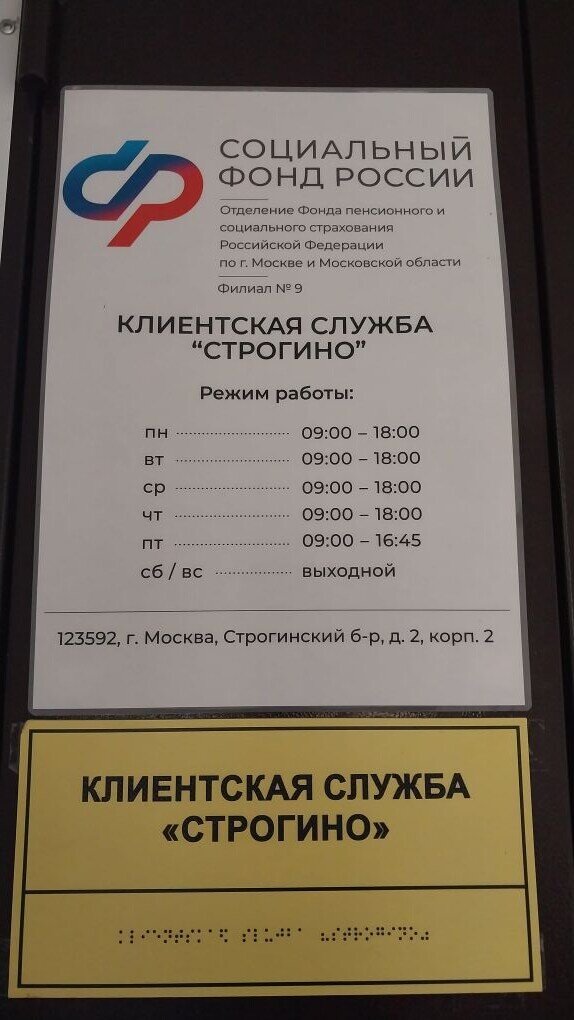 СОЦИАЛЬНЫЙ
ФОНД РОССИИ
Отделение Фонда пенсионного и
социального страхования
Российской Федерации
по г. Москве и Московской области
Филиал № 9
КЛИЕНТСКАЯ СЛУЖБА
“СТРОГИНО”
Режим работы:
пн ........................ 09:00 – 18:00
вт ........................ 09:00 – 18:00
ср ........................ 09:00 – 18:00
чт ........................ 09:00 – 18:00
пт ........................ 09:00 – 16:45
сб / вс ................ выходной
123592, г. Москва, Строгинский б-р, д. 2, корп. 2
КЛИЕНТСКАЯ СЛУЖБА
«СТРОГИНО»